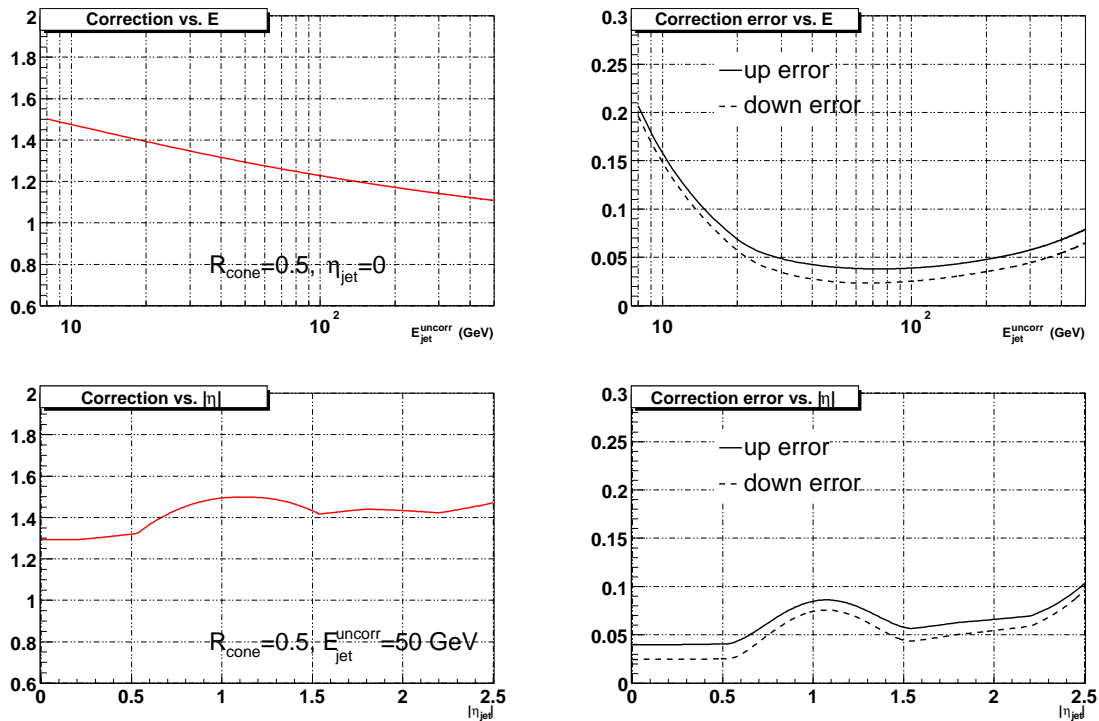 Correction vs. E
2
1.8
1.6
1.4
1.2
1
0.8
0.6
R_cone=0.5, η_jet=0
10
10^2
E_jet^uncorr (GeV)
Correction error vs. E
0.3
0.25
0.2
0.15
0.1
0.05
0
up error
down error
10
10^2
E_jet^uncorr (GeV)
Correction vs. |η|
2
1.8
1.6
1.4
1.2
1
0.8
0.6
R_cone=0.5, E_jet^uncorr=50 GeV
0 0.5 1 1.5 2 2.5
|η_jet|
Correction error vs. |η|
0.3
0.25
0.2
0.15
0.1
0.05
0
up error
down error
0 0.5 1 1.5 2 2.5
|η_jet|